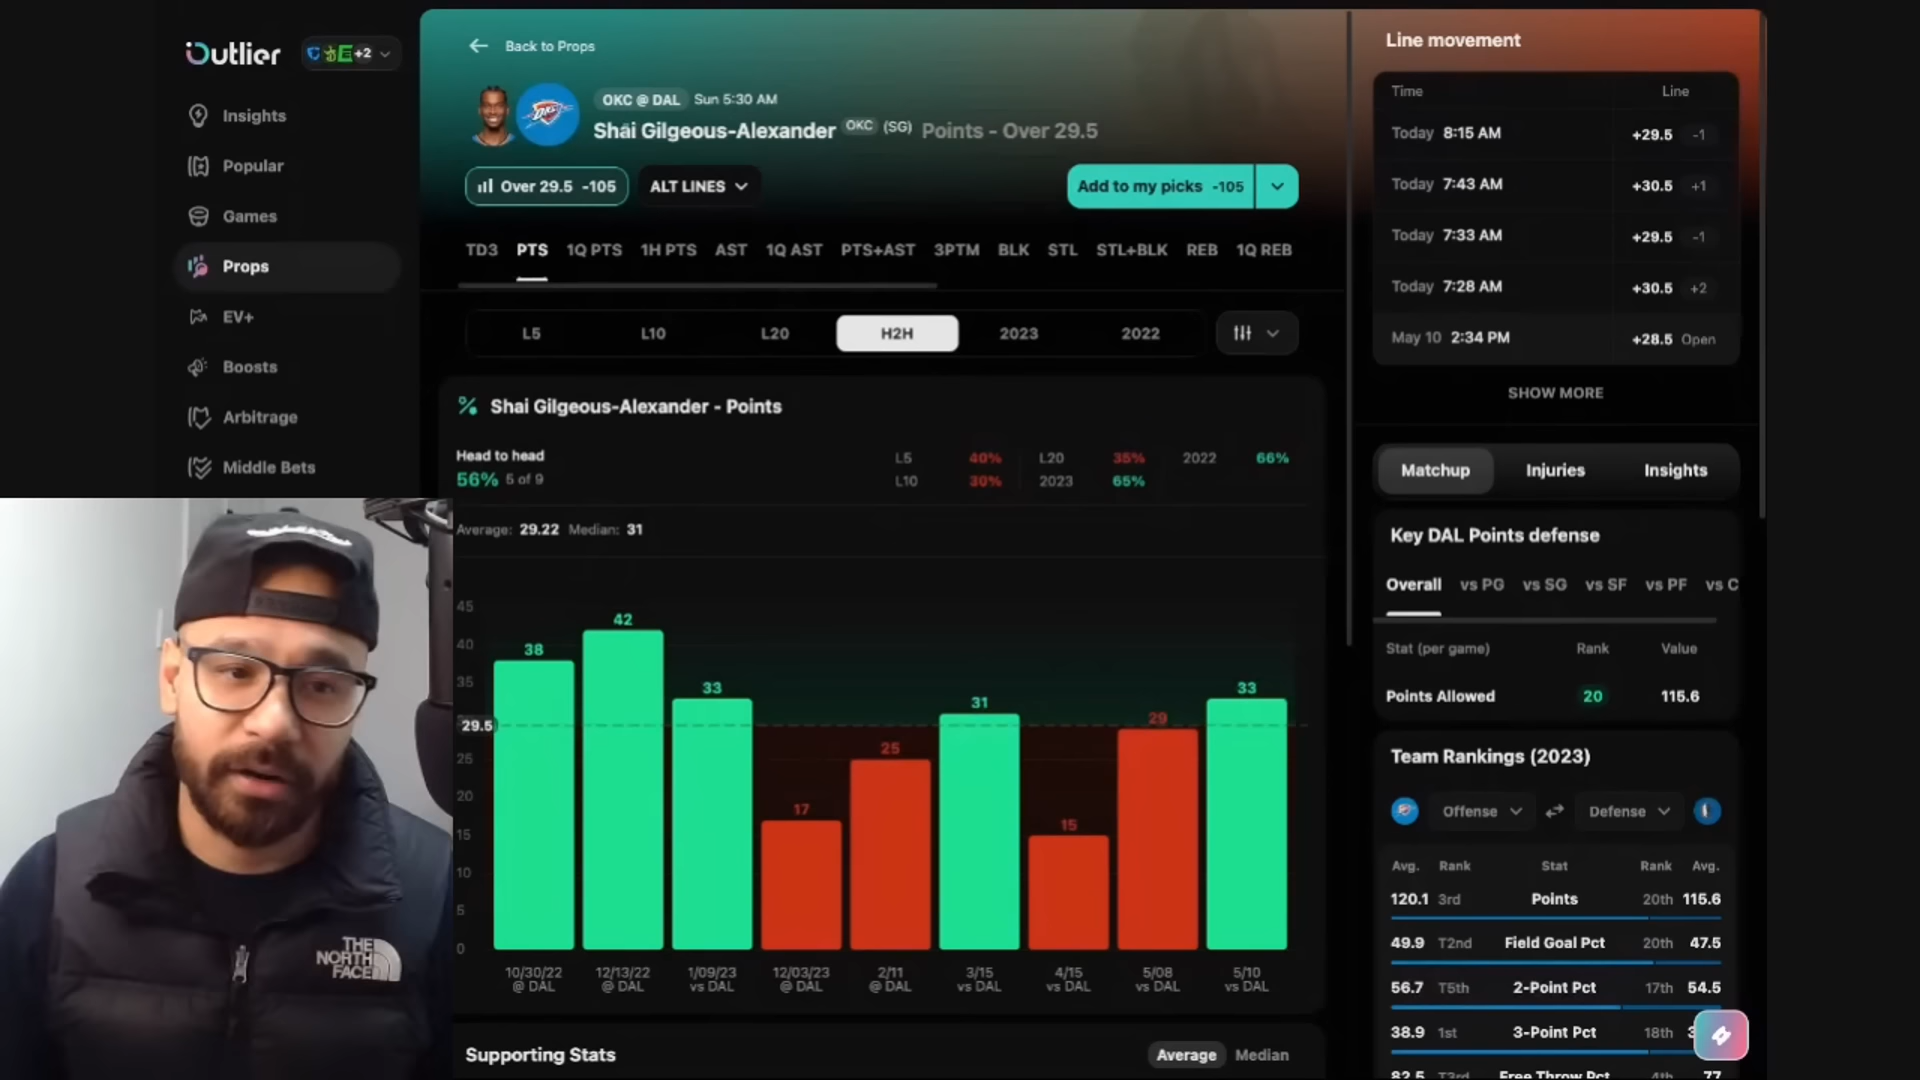 Outlier
+2
Insights
Popular
Games
Props
EV+
Boosts
Arbitrage
Middle Bets
Back to Props
OKC @ DAL Sun 5:30 AM
Shai Gilgeous-Alexander OKC (SG) Points - Over 29.5
Over 29.5 -105
ALT LINES
Add to my picks -105
TD3 PTS 1Q PTS 1H PTS AST 1Q AST PTS+AST 3PTM BLK STL STL+BLK REB 1Q REB
L5 L10 L20 H2H 2023 2022
Shai Gilgeous-Alexander - Points
Head to head
56% 5 of 9
L5 40% L20 35% 2022 66%
L10 30% 2023 65%
Average: 29.22 Median: 31
45
40
35
29.5
25
20
15
10
5
0
38
42
33
17
25
31
15
29
33
10/30/22
@ DAL
12/13/22
@ DAL
1/09/23
vs DAL
12/03/23
@ DAL
2/11
@ DAL
3/15
vs DAL
4/15
vs DAL
5/08
vs DAL
5/10
vs DAL
Supporting Stats
Average Median
Line movement
Time Line
Today 8:15 AM +29.5 -1
Today 7:43 AM +30.5 +1
Today 7:33 AM +29.5 -1
Today 7:28 AM +30.5 +2
May 10 2:34 PM +28.5 Open
SHOW MORE
Matchup Injuries Insights
Key DAL Points defense
Overall vs PG vs SG vs SF vs PF vs C
Stat (per game) Rank Value
Points Allowed 20 115.6
Team Rankings (2023)
Offense Defense
Avg. Rank Stat Rank Avg.
120.1 3rd Points 20th 115.6
49.9 T2nd Field Goal Pct 20th 47.5
56.7 T5th 2-Point Pct 17th 54.5
38.9 1st 3-Point Pct 18th
82.5 T3rd Free Throw Pct 4th 77
THE
NORTH
FACE